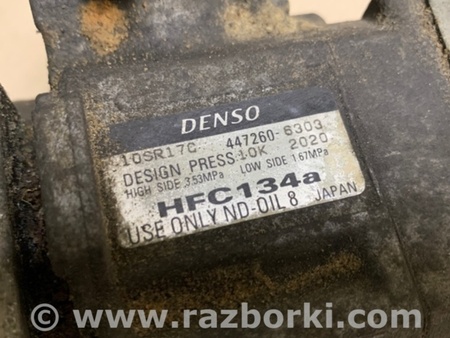 DENSO
10SR17C 447260-6303
DESIGN PRESS 10K 2020
HIGH SIDE 3.53MPa LOW SIDE 1.67MPa
HFC134a
USE ONLY ND-OIL 8 JAPAN
© www.razborki.com